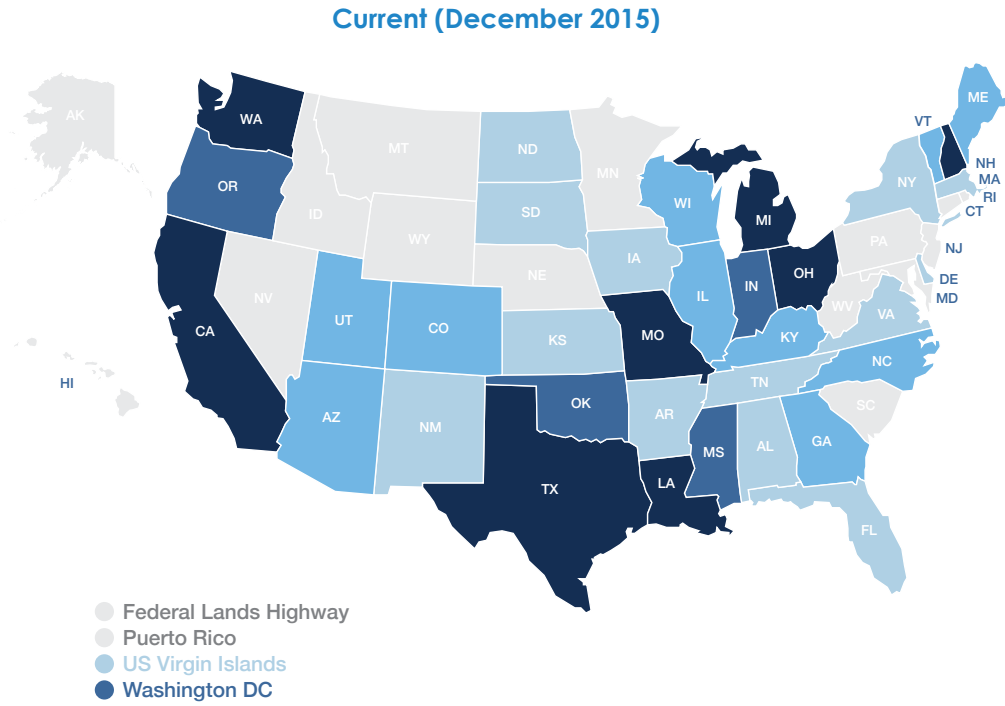 Current (December 2015)
ME
VT
AK
WA
NH
MT
ND
MA
MN
OR
NY
RI
WI
SD
CT
ID
MI
WY
PA
NJ
IA
NE
OH
DE
IN
IL
NV
MD
WV
VA
UT
CO
CA
KY
MO
KS
NC
HI
TN
OK
SC
AR
AZ
NM
GA
AL
MS
LA
TX
FL
Federal Lands Highway
Puerto Rico
US Virgin Islands
Washington DC